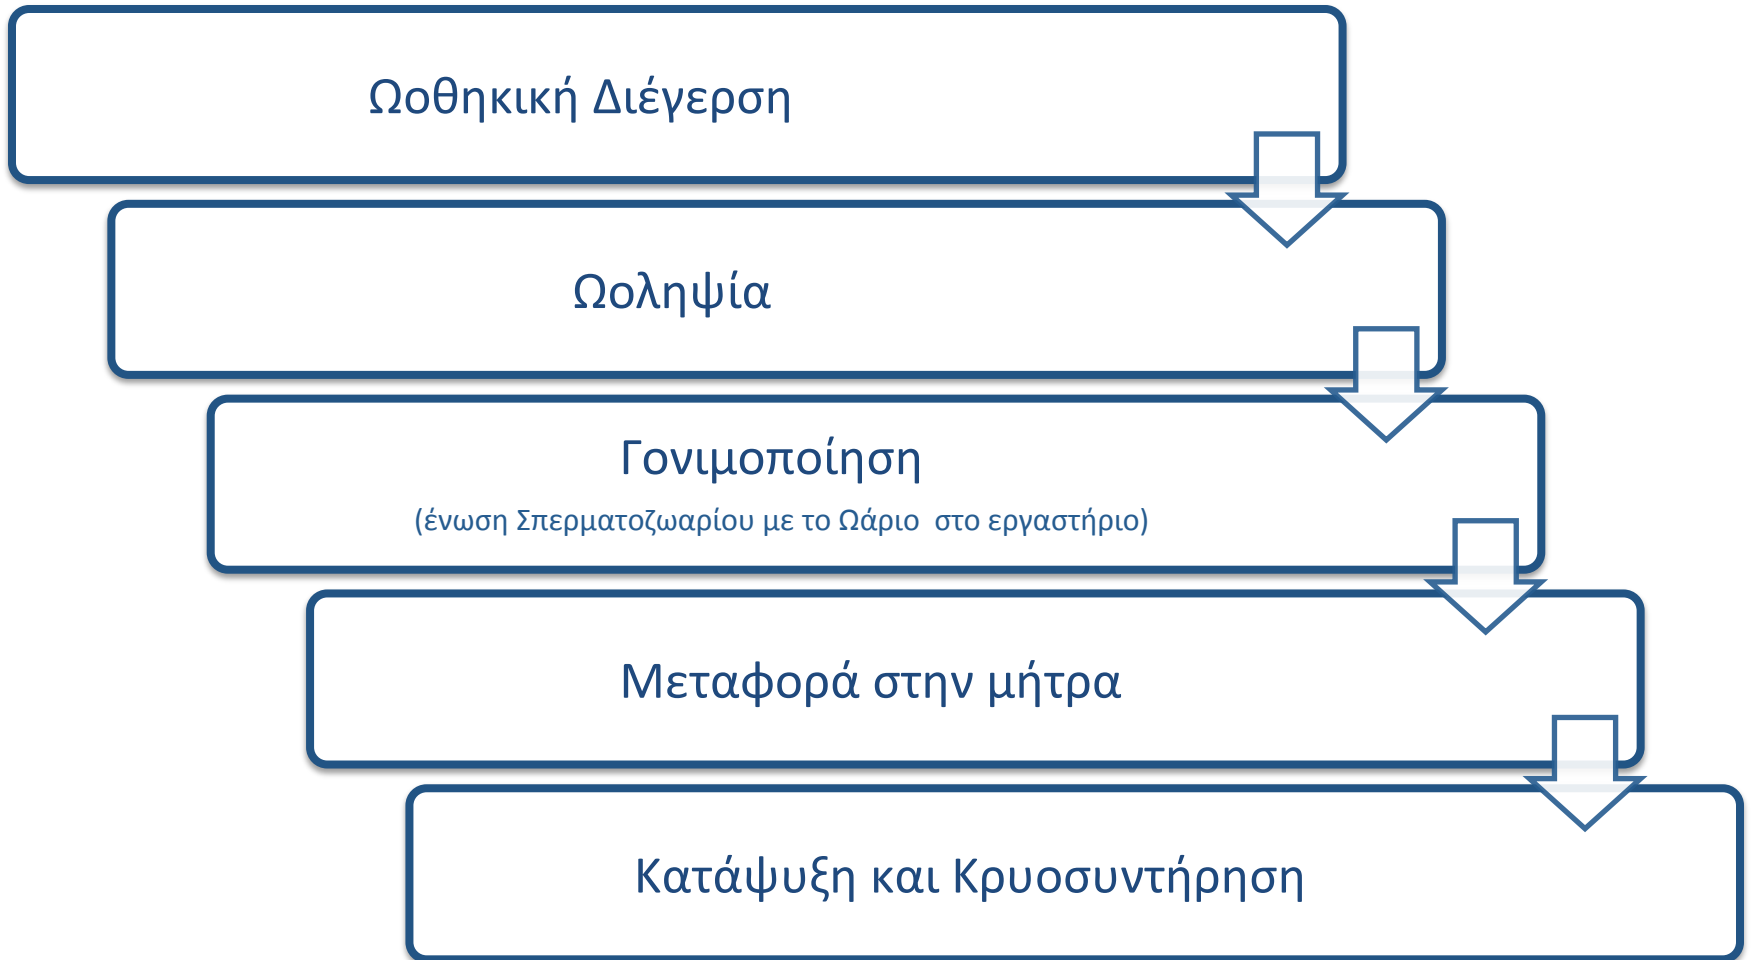 Ωοθηκική Διέγερση
Ωοληψία
Γονιμοποίηση
(ένωση Σπερματοζωαρίου με το Ωάριο στο εργαστήριο)
Μεταφορά στην μήτρα
Κατάψυξη και Κρυοσυντήρηση